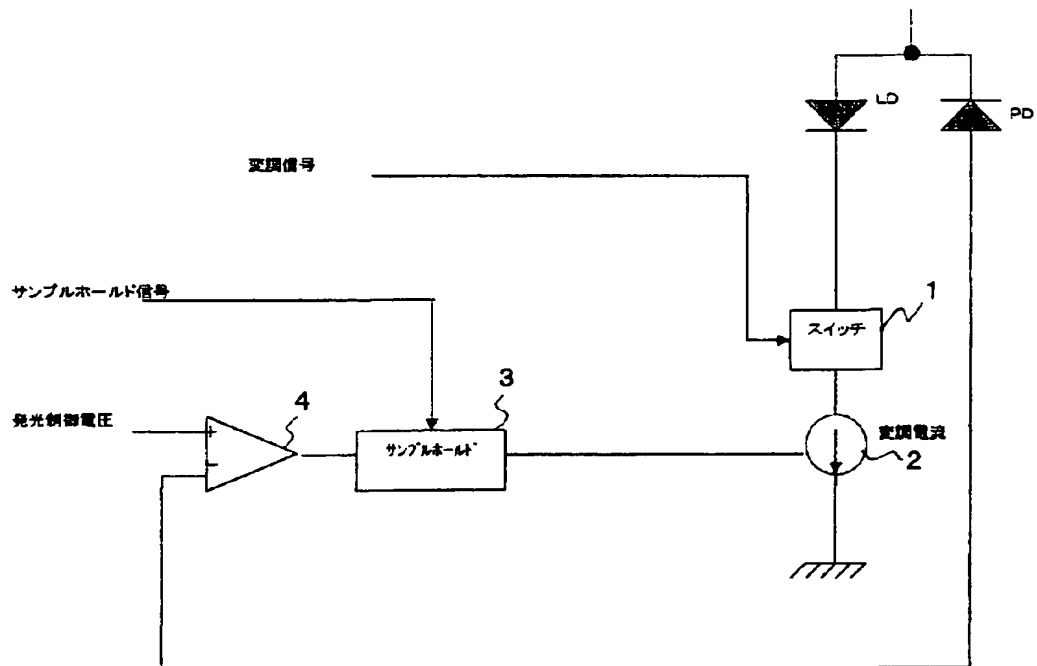 LD
PD
変調信号
サンプルホールド信号
1
スイッチ
発光制御電圧
+
−
4
3
サンプルホールド
変調電流
2